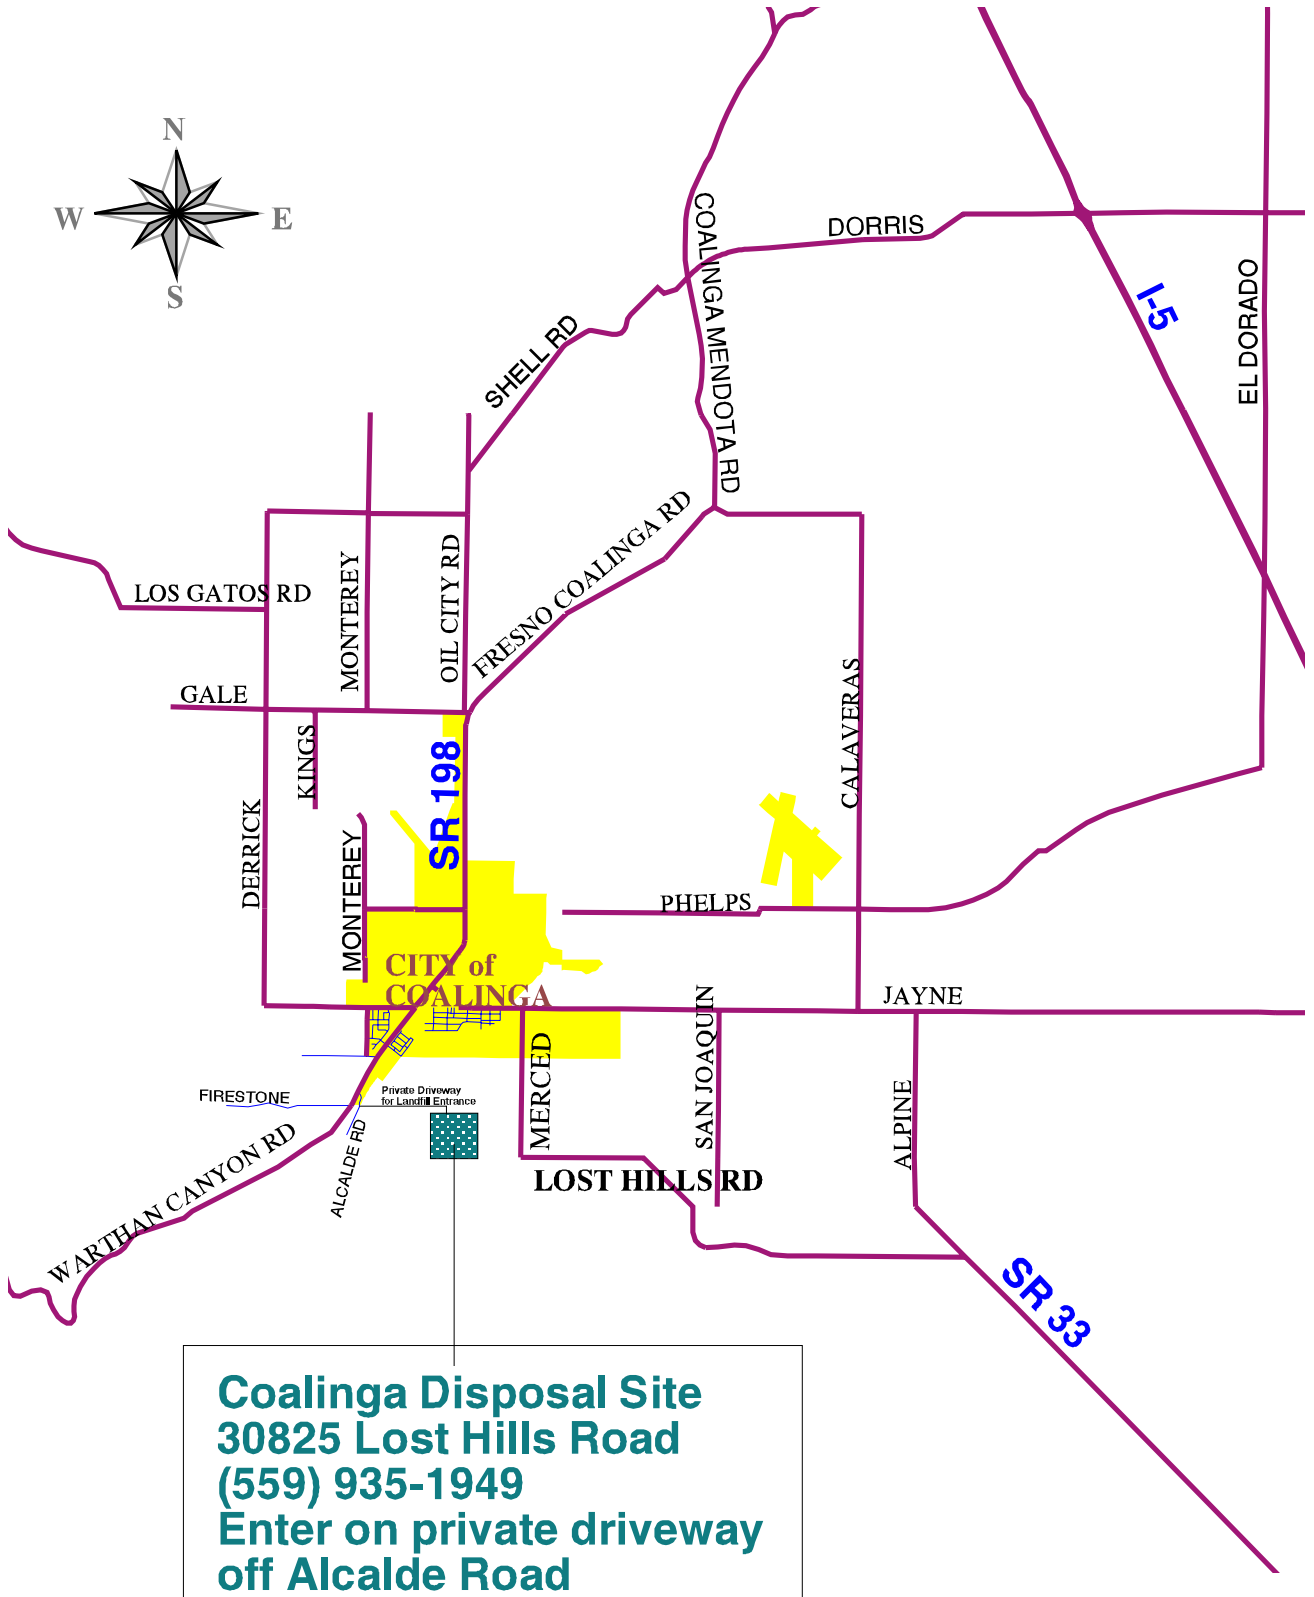 N
W
E
S
COALINGA MENDOTA RD
DORRIS
I-5
EL DORADO
SHELL RD
LOS GATOS RD
MONTEREY
OIL CITY RD
FRESNO COALINGA RD
GALE
KINGS
SR 198
CALAVERAS
DERRICK
MONTEREY
PHELPS
CITY of
COALINGA
JAYNE
MERCED
SAN JOAQUIN
ALPINE
FIRESTONE
Private Driveway
for Landfill Entrance
ALCALDE RD
WARTHAN CANYON RD
LOST HILLS RD
SR 33
Coalinga Disposal Site
30825 Lost Hills Road
(559) 935-1949
Enter on private driveway
off Alcalde Road